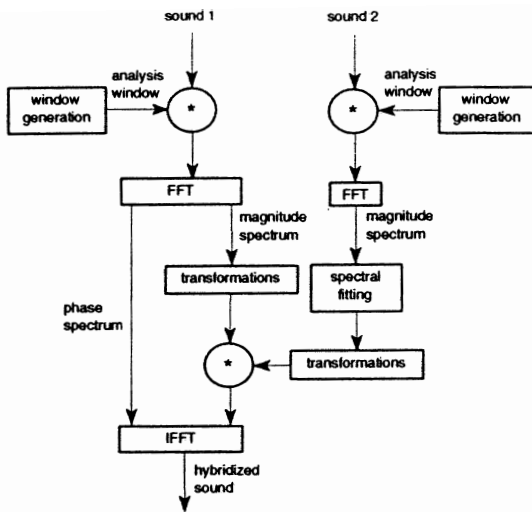 sound 1
sound 2
analysis
window
analysis
window
window
generation
*
*
window
generation
FFT
FFT
magnitude
spectrum
magnitude
spectrum
transformations
spectral
fitting
phase
spectrum
*
transformations
IFFT
hybridized
sound